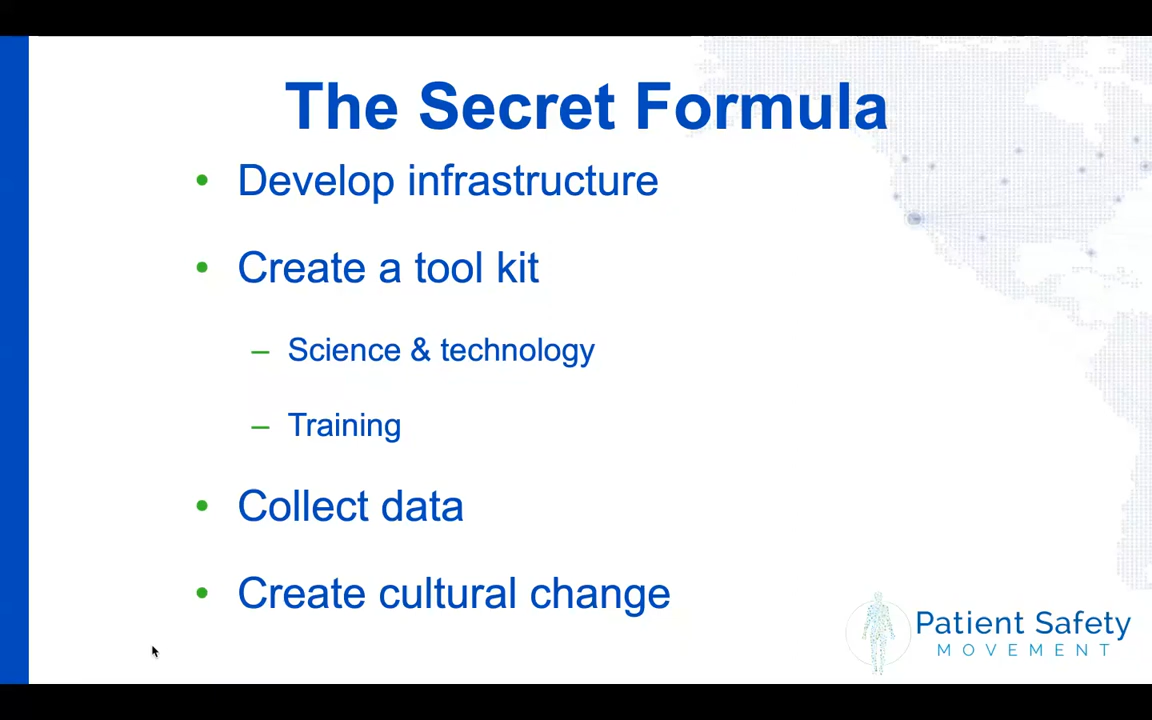 The Secret Formula
• Develop infrastructure
• Create a tool kit
– Science & technology
– Training
• Collect data
• Create cultural change
Patient Safety
MOVEMENT